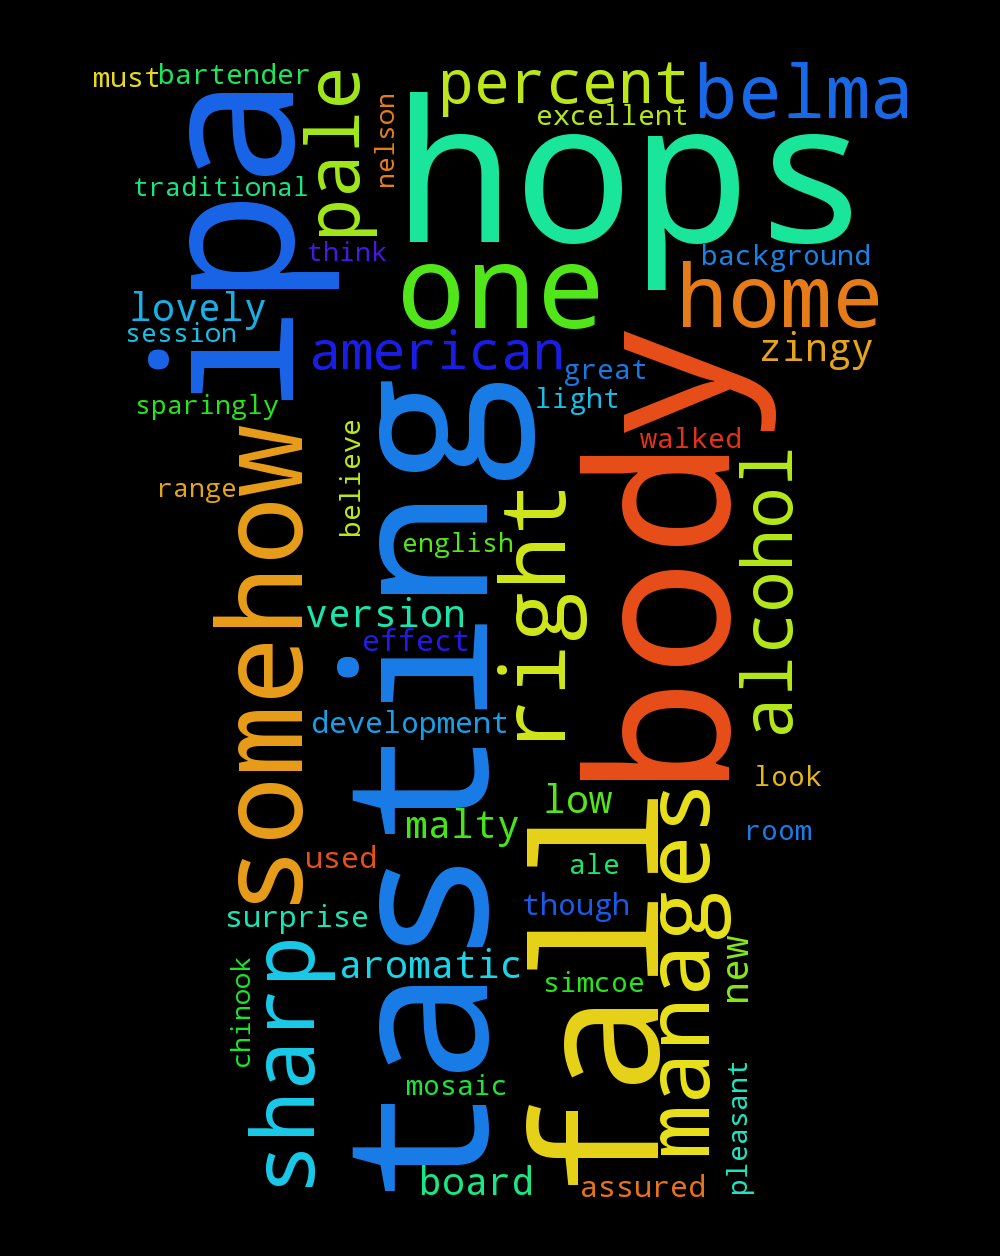 must
bartender
pale
percent
belma
excellent
nelson
hops
ipa
traditional
think
background
one
home
lovely
session
american
zingy
great
light
sparingly
walked
body
believe
range
somehow
tasting
english
right
alcohol
version
effect
development
look
low
malty
room
used
ale
fall
manages
though
surprise
sharp
aromatic
simcoe
new
chinook
mosaic
pleasant
board
assured